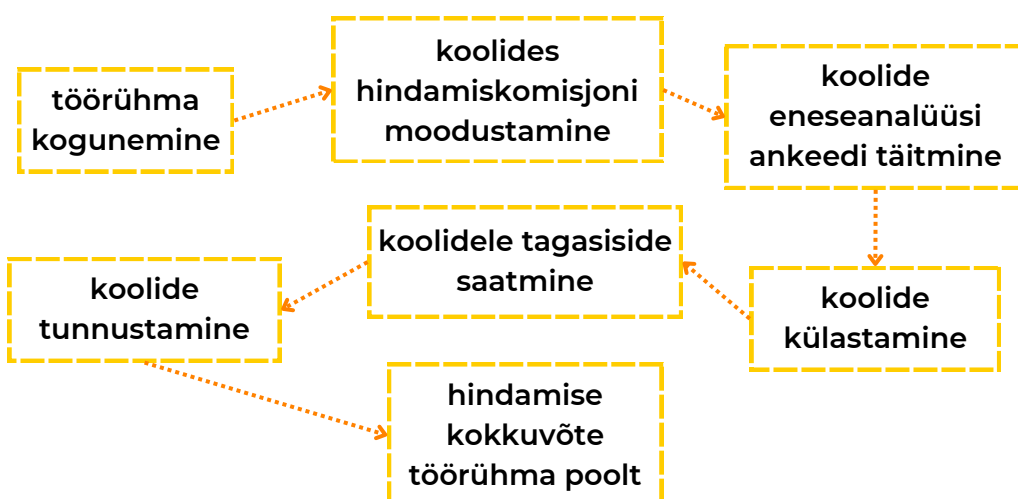 töörühma
kogunemine
koolides
hindamiskomisjoni
moodustamine
koolide
eneseanalüüsi
ankeedi täitmine
koolide
külastamine
koolidele tagasiside
saatmine
koolide
tunnustamine
hindamise
kokkuvõte
töörühma poolt